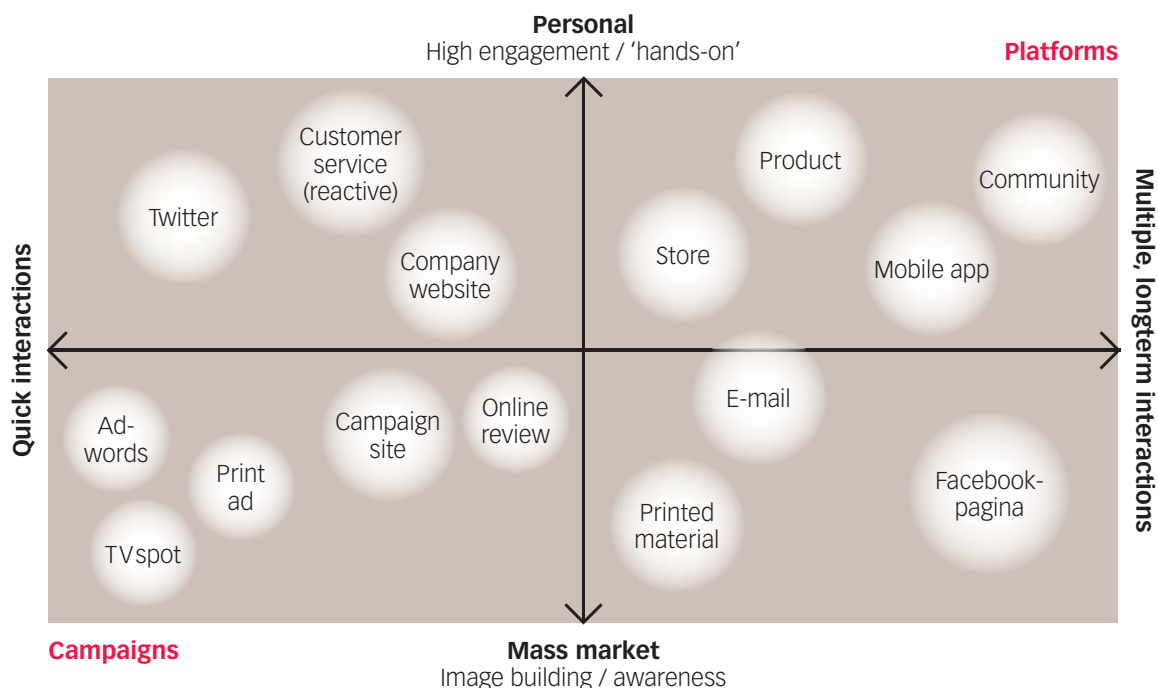 Personal
High engagement / ‘hands-on’
Platforms
Customer
service
(reactive)
Product
Community
Twitter
Store
Company
website
Mobile app
Quick interactions
Multiple, longterm interactions
Ad-
words
Campaign
site
Online
review
E-mail
Print
ad
Facebook-
pagina
Printed
material
TV spot
Campaigns
Mass market
Image building / awareness